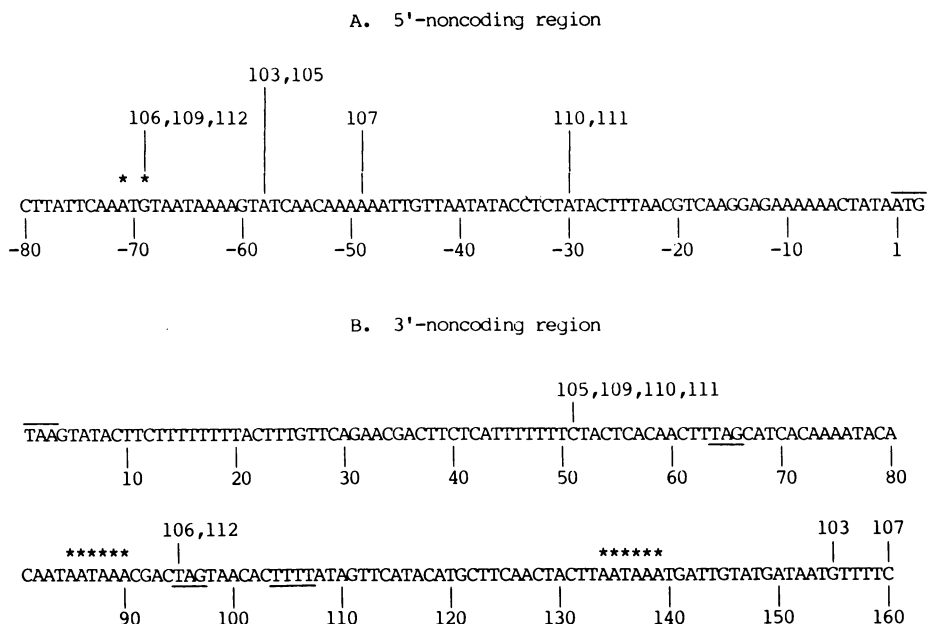 A. 5'-noncoding region
103,105
106,109,112 107 110,111
* *
CTTATTCAAATGTAATAAAAGTATCAACAAAAAATTGTTAATATACCTCTATACTTTAACGTCAAGGAGAAAAAACTATAATG
-80 -70 -60 -50 -40 -30 -20 -10 1
B. 3'-noncoding region
105,109,110,111
TAAGTATACTTCTTTTTTTTACTTTGTTCAGAACGACTTCTCATTTTTTTCTACTCACAACTTTAGCATCACAAAATACA
10 20 30 40 50 60 70 80
106,112 103 107
****** ******
CAATAATAAACGACTAGTAACACTTTTATAGTTCATACATGCTTCAACTACTTAATAAATGATTGTATGATAATGTTTTC
90 100 110 120 130 140 150 160